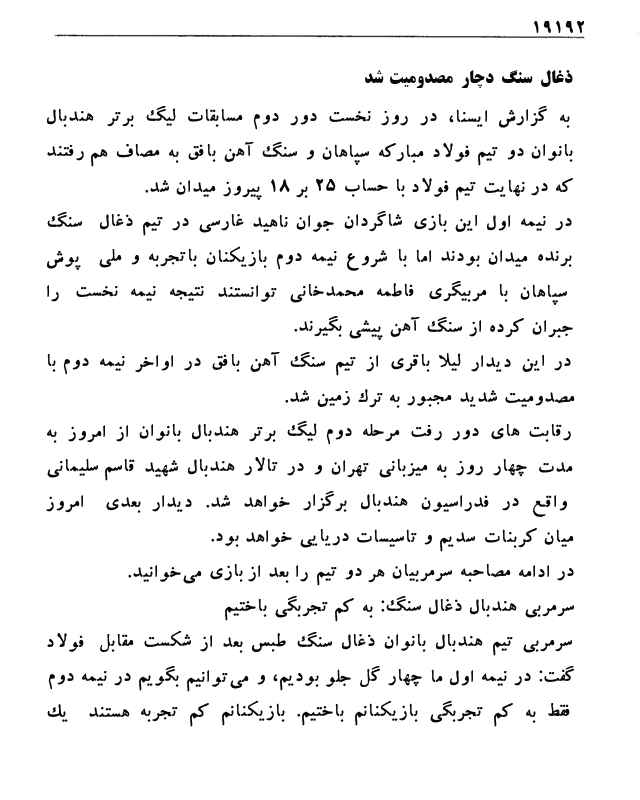 ۱۹۱۹۲
ذغال سنگ دچار مصدومیت شد
به گزارش ایسنا، در روز نخست دور دوم مسابقات لیگ برتر هندبال
بانوان دو تیم فولاد مبارکه سپاهان و سنگ آهن بافق به مصاف هم رفتند
که در نهایت تیم فولاد با حساب ۲۵ بر ۱۸ پیروز میدان شد.
در نیمه اول این بازی شاگردان جوان ناهید غارسی در تیم ذغال سنگ
برنده میدان بودند اما با شروع نیمه دوم بازیکنان باتجربه و ملی پوش
سپاهان با مربیگری فاطمه محمدخانی توانستند نتیجه نیمه نخست را
جبران کرده از سنگ آهن پیشی بگیرند.
در این دیدار لیلا باقری از تیم سنگ آهن بافق در اواخر نیمه دوم با
مصدومیت شدید مجبور به ترک زمین شد.
رقابت های دور رفت مرحله دوم لیگ برتر هندبال بانوان از امروز به
مدت چهار روز به میزبانی تهران و در تالار هندبال شهید قاسم سلیمانی
واقع در فدراسیون هندبال برگزار خواهد شد. دیدار بعدی امروز
میان کربنات سدیم و تاسیسات دریایی خواهد بود.
در ادامه مصاحبه سرمربیان هر دو تیم را بعد از بازی می‌خوانید.
سرمربی هندبال ذغال سنگ: به کم تجربگی باختیم
سرمربی تیم هندبال بانوان ذغال سنگ طبس بعد از شکست مقابل فولاد
گفت: در نیمه اول ما چهار گل جلو بودیم، و می‌توانیم بگویم در نیمه دوم
فقط به کم تجربگی بازیکنانم باختیم. بازیکنانم کم تجربه هستند یک